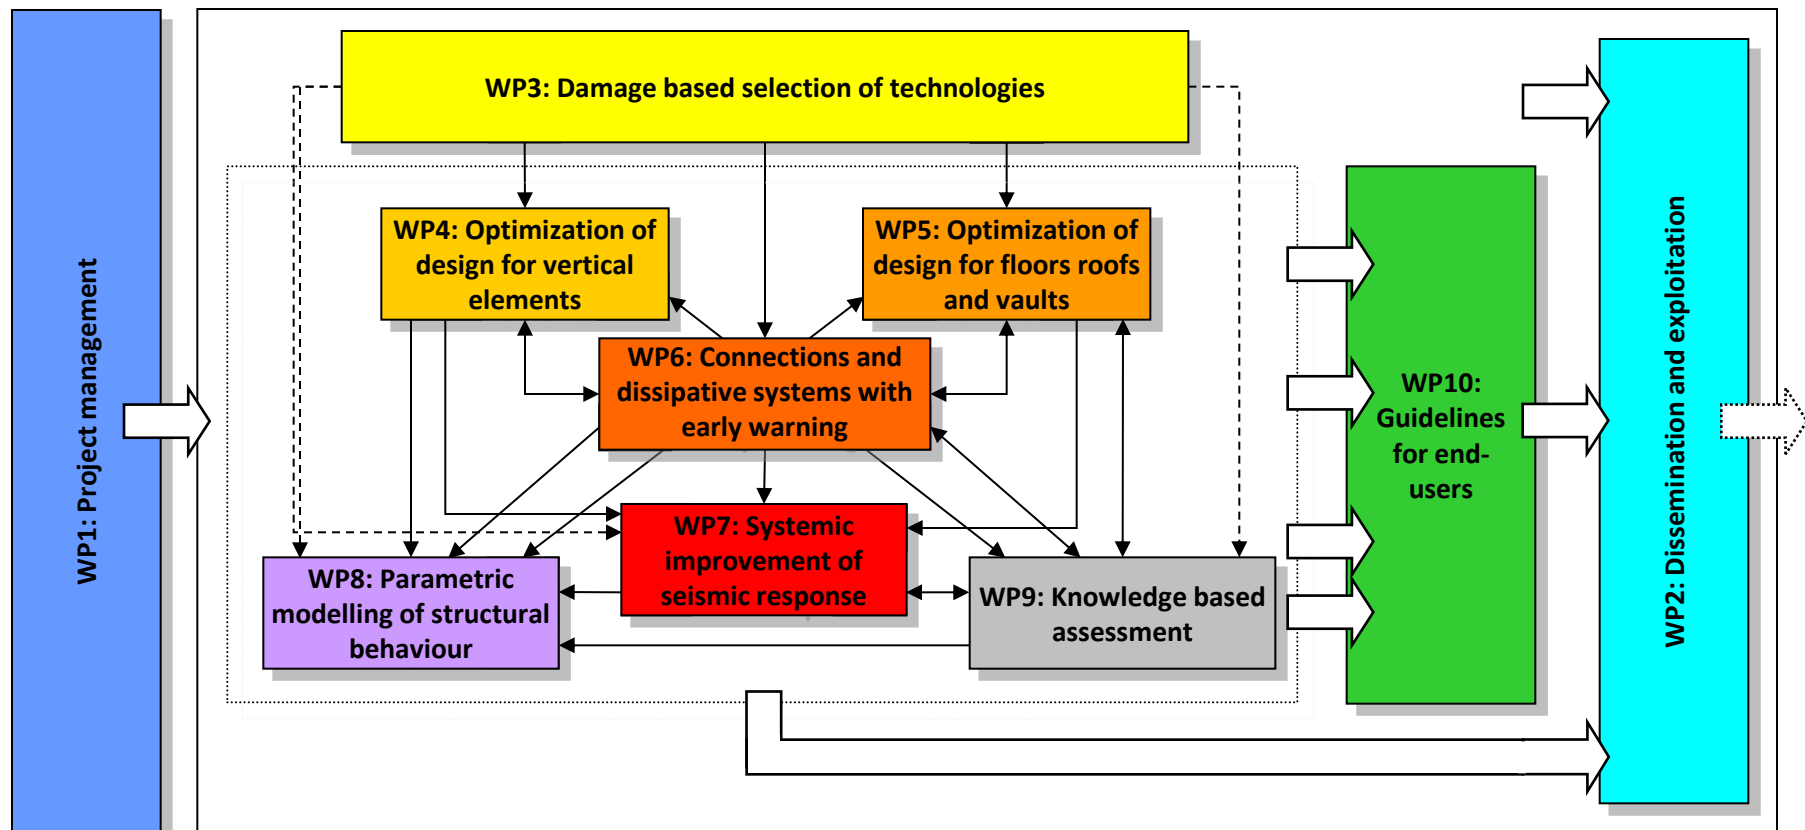 WP1: Project management
WP3: Damage based selection of technologies
WP4: Optimization of
design for vertical
elements
WP5: Optimization of
design for floors roofs
and vaults
WP6: Connections and
dissipative systems with
early warning
WP7: Systemic
improvement of
seismic response
WP8: Parametric
modelling of structural
behaviour
WP9: Knowledge based
assessment
WP10:
Guidelines
for end-
users
WP2: Dissemination and exploitation